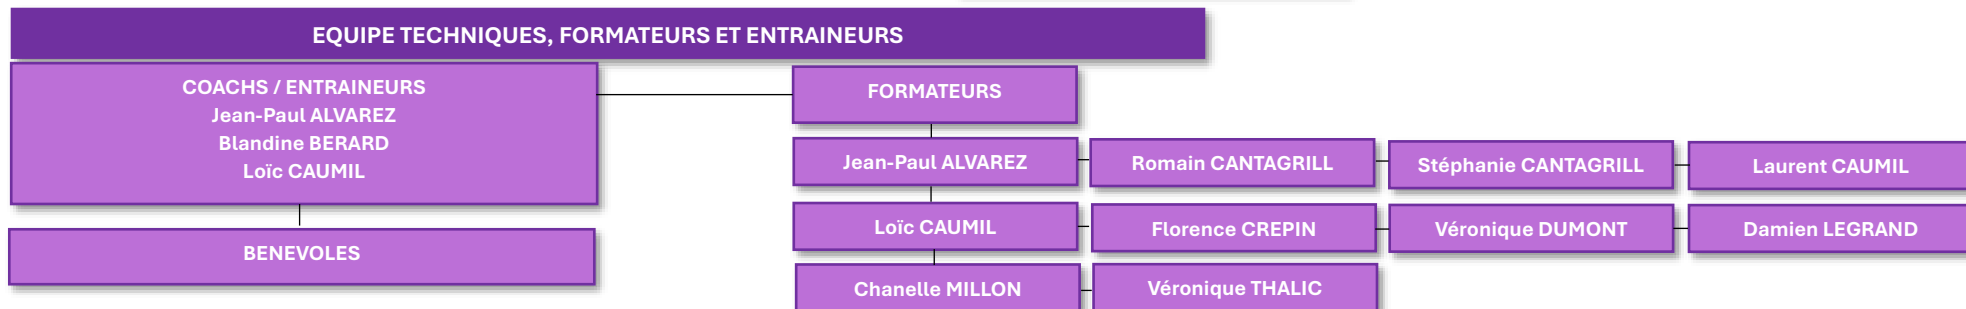 EQUIPE TECHNIQUES, FORMATEURS ET ENTRAINEURS
COACHS / ENTRAINEURS
Jean-Paul ALVAREZ
Blandine BERARD
Loïc CAUMIL
BENEVOLES
FORMATEURS
Jean-Paul ALVAREZ
Romain CANTAGRILL
Stéphanie CANTAGRILL
Laurent CAUMIL
Loïc CAUMIL
Florence CREPIN
Véronique DUMONT
Damien LEGRAND
Chanelle MILLON
Véronique THALIC